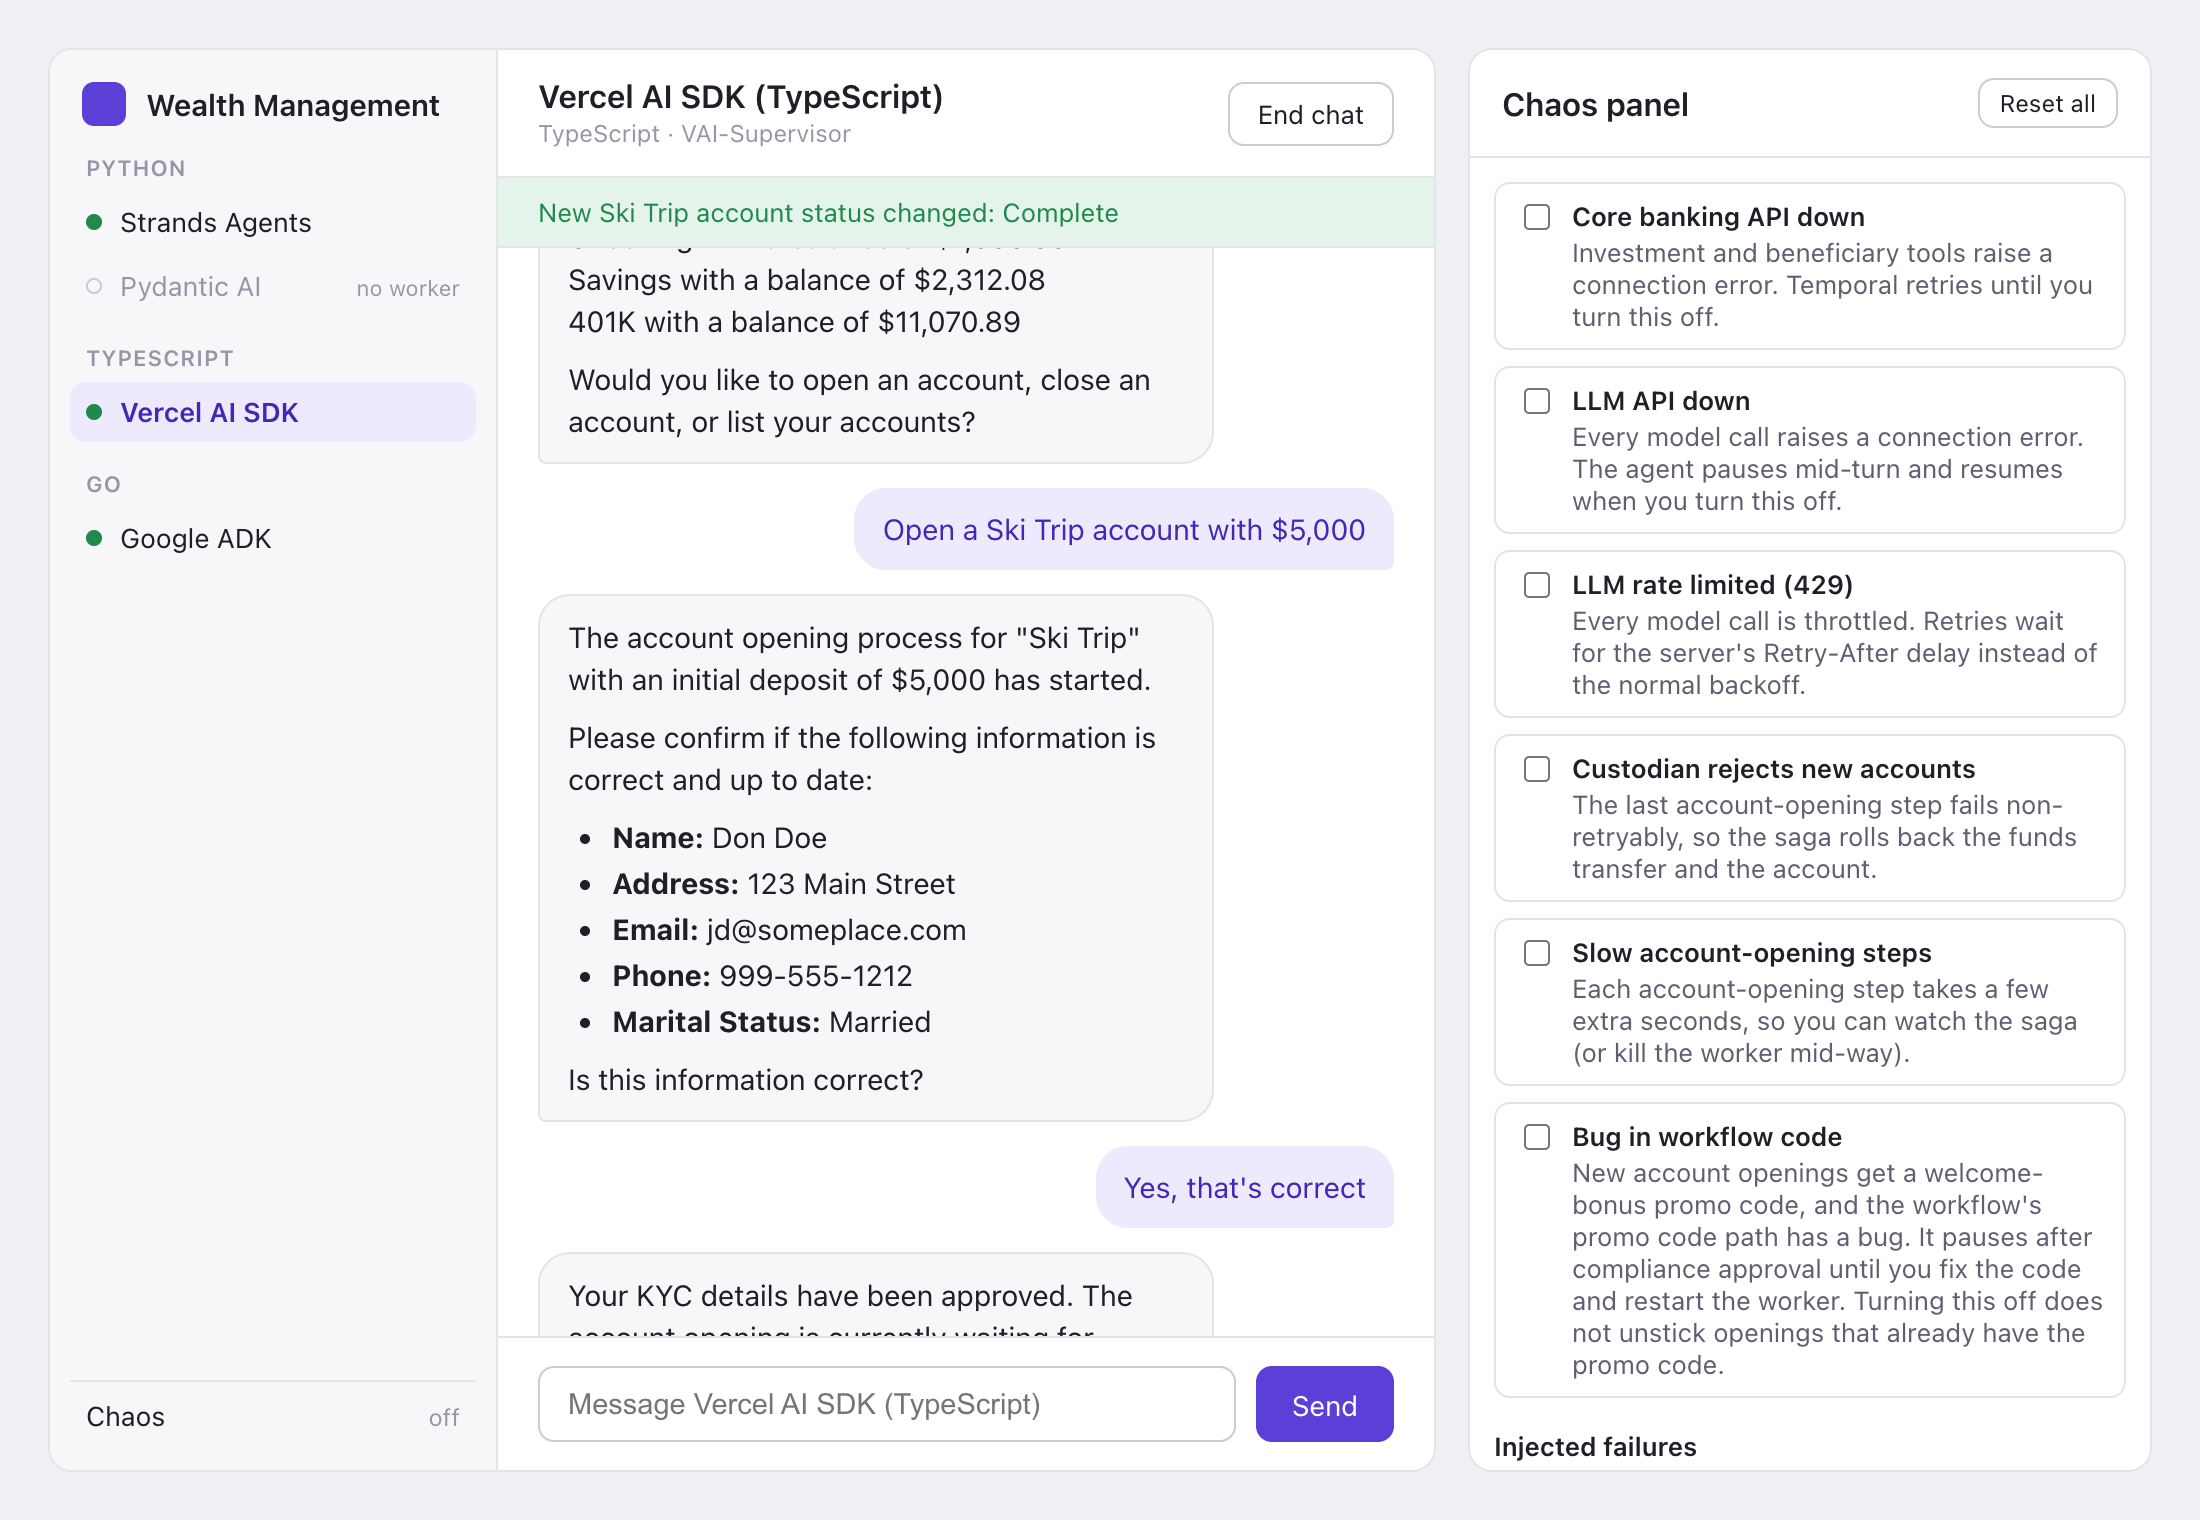 Wealth Management
PYTHON
Strands Agents
Pydantic AI no worker
TYPESCRIPT
Vercel AI SDK
GO
Google ADK
Chaos off
Vercel AI SDK (TypeScript)
TypeScript · VAI-Supervisor
End chat
New Ski Trip account status changed: Complete
Savings with a balance of $2,312.08
401K with a balance of $11,070.89
Would you like to open an account, close an
account, or list your accounts?
Open a Ski Trip account with $5,000
The account opening process for "Ski Trip"
with an initial deposit of $5,000 has started.
Please confirm if the following information is
correct and up to date:
• Name: Don Doe
• Address: 123 Main Street
• Email: jd@someplace.com
• Phone: 999-555-1212
• Marital Status: Married
Is this information correct?
Yes, that's correct
Your KYC details have been approved. The
account opening is currently waiting for
Message Vercel AI SDK (TypeScript)
Send
Chaos panel
Reset all
Core banking API down
Investment and beneficiary tools raise a
connection error. Temporal retries until you
turn this off.
LLM API down
Every model call raises a connection error.
The agent pauses mid-turn and resumes
when you turn this off.
LLM rate limited (429)
Every model call is throttled. Retries wait
for the server's Retry-After delay instead of
the normal backoff.
Custodian rejects new accounts
The last account-opening step fails non-
retryably, so the saga rolls back the funds
transfer and the account.
Slow account-opening steps
Each account-opening step takes a few
extra seconds, so you can watch the saga
(or kill the worker mid-way).
Bug in workflow code
New account openings get a welcome-
bonus promo code, and the workflow's
promo code path has a bug. It pauses after
compliance approval until you fix the code
and restart the worker. Turning this off does
not unstick openings that already have the
promo code.
Injected failures